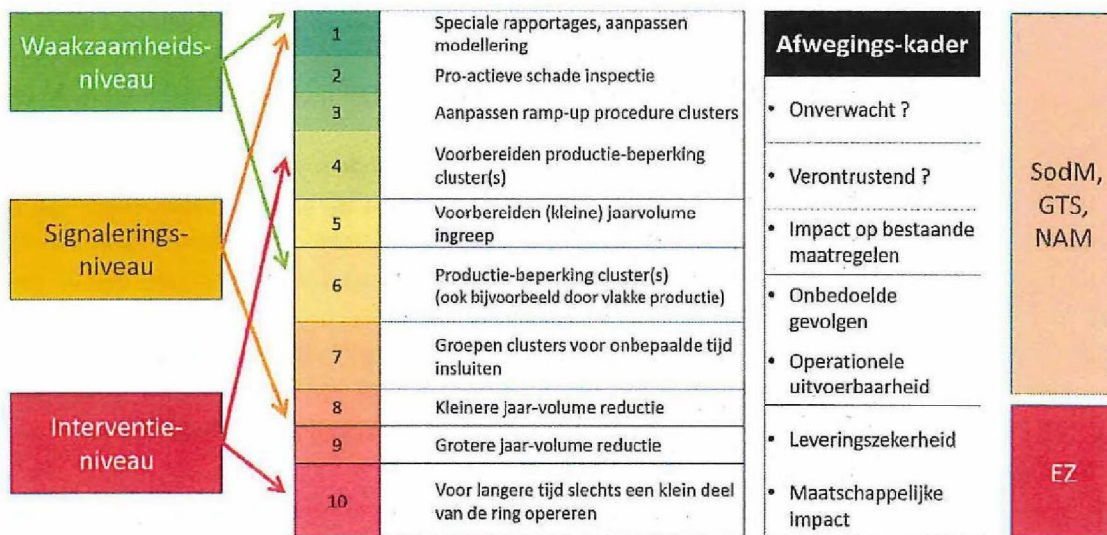 Waakzaamheids-
niveau
Signalerings-
niveau
Interventie-
niveau
1
Speciale rapportages, aanpassen
modellering
2
Pro-actieve schade inspectie
3
Aanpassen ramp-up procedure clusters
4
Voorbereiden productie-beperking
cluster(s)
5
Voorbereiden (kleine) jaarvolume
ingreep
6
Productie-beperking cluster(s)
(ook bijvoorbeeld door vlakke productie)
7
Groepen clusters voor onbepaalde tijd
insluiten
8
Kleinere jaar-volume reductie
9
Grotere jaar-volume reductie
10
Voor langere tijd slechts een klein deel
van de ring opereren
Afwegings-kader
• Onverwacht ?
• Verontrustend ?
• Impact op bestaande
maatregelen
• Onbedoelde
gevolgen
• Operationele
uitvoerbaarheid
• Leveringszekerheid
• Maatschappelijke
impact
SodM,
GTS,
NAM
EZ